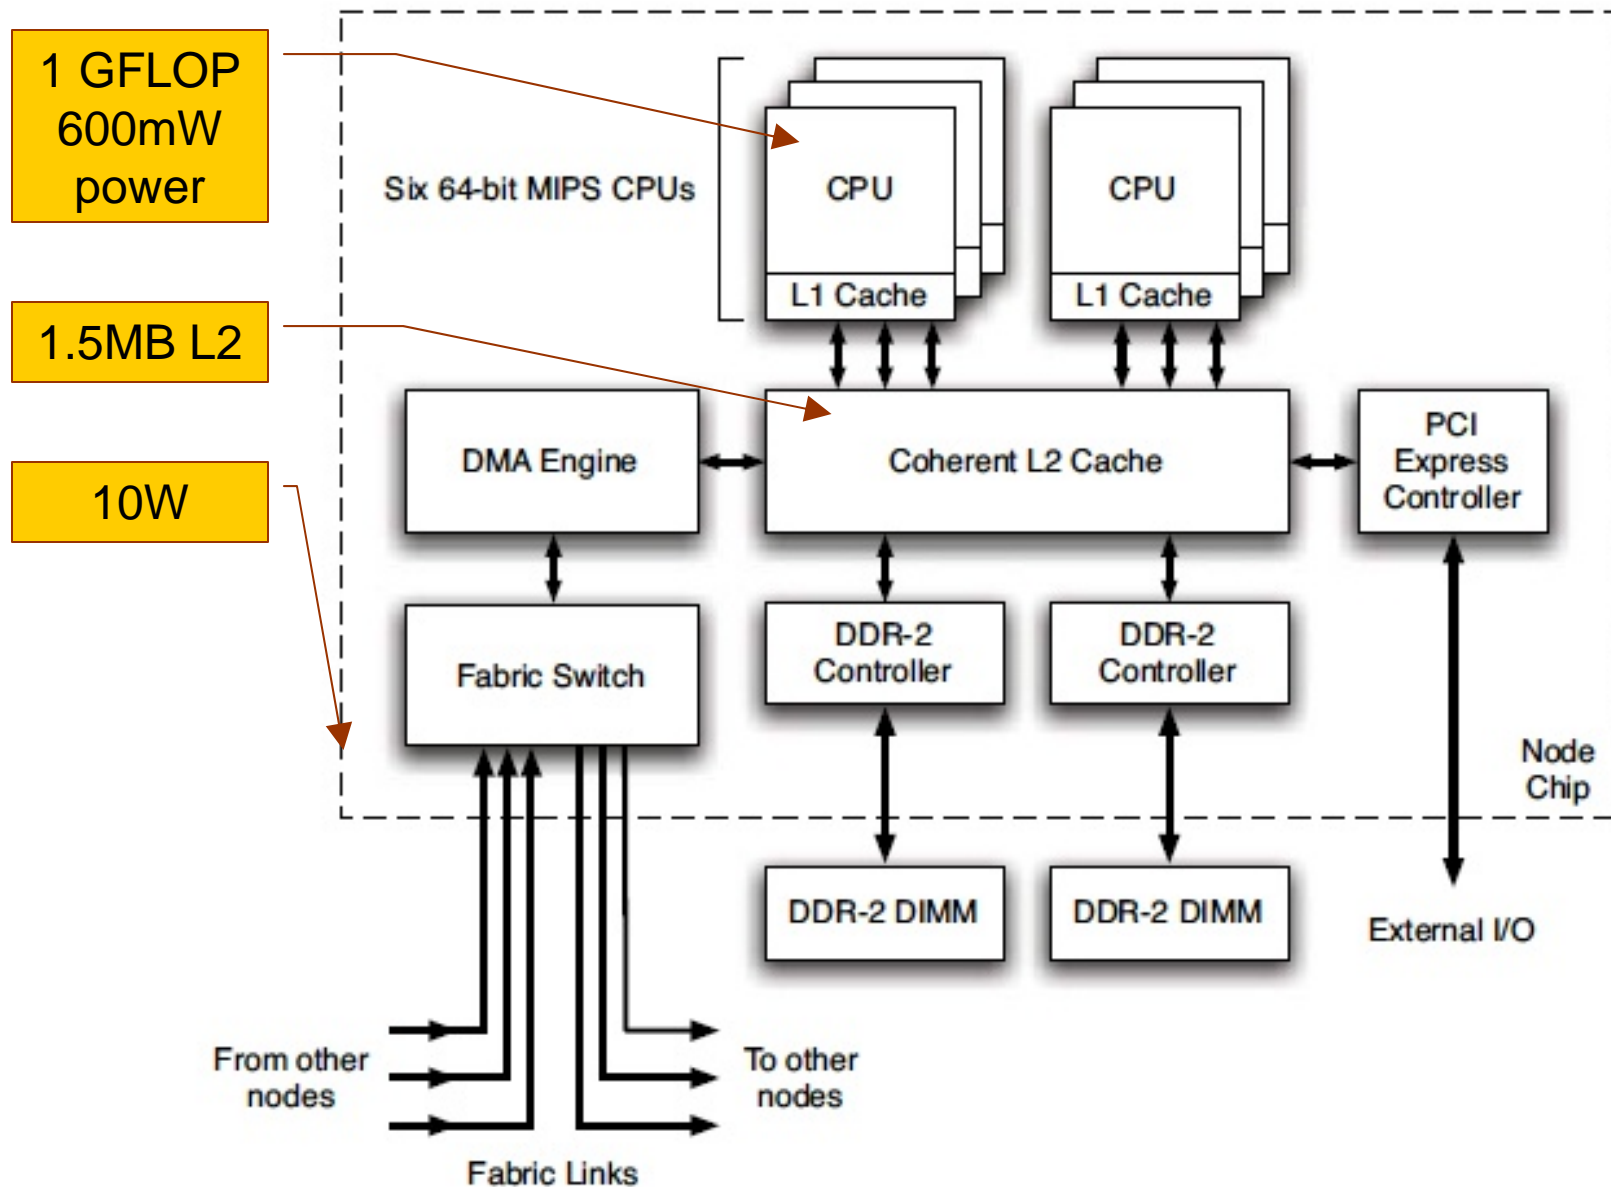 1 GFLOP
600mW
power
Six 64-bit MIPS CPUs
CPU
L1 Cache
CPU
L1 Cache
1.5MB L2
10W
DMA Engine
Coherent L2 Cache
PCI
Express
Controller
Fabric Switch
DDR-2
Controller
DDR-2
Controller
Node
Chip
DDR-2 DIMM
DDR-2 DIMM
External I/O
From other
nodes
To other
nodes
Fabric Links